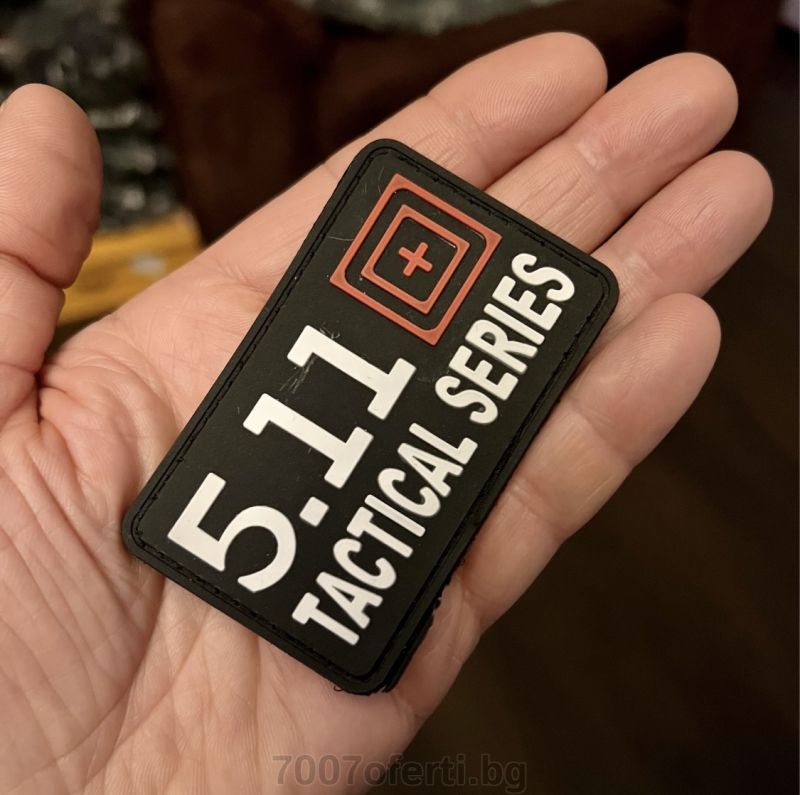 5.11
TACTICAL SERIES
7007oferti.bg